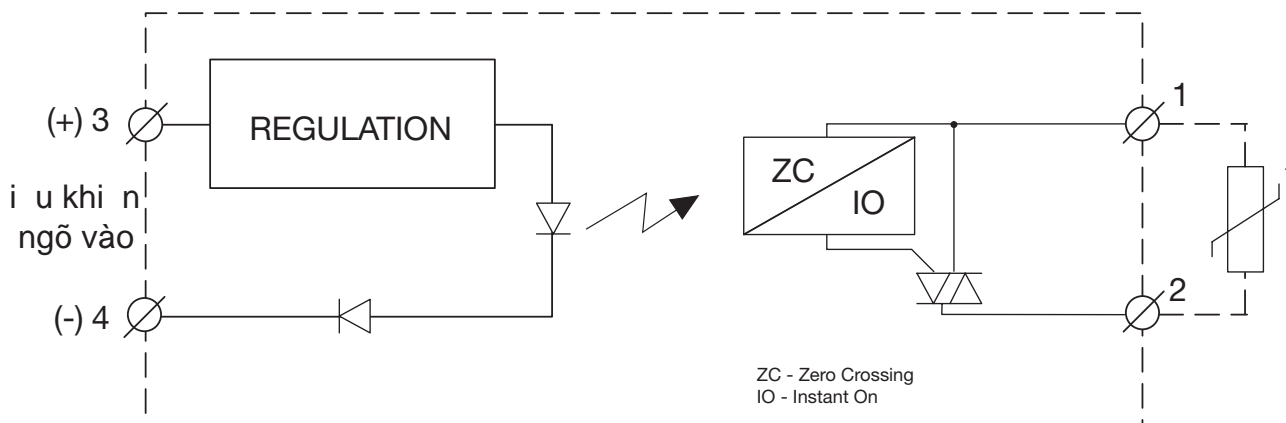 (+) 3
REGULATION
i u khi n
ngõ vào
(-) 4
ZC
IO
1
2
ZC - Zero Crossing
IO - Instant On